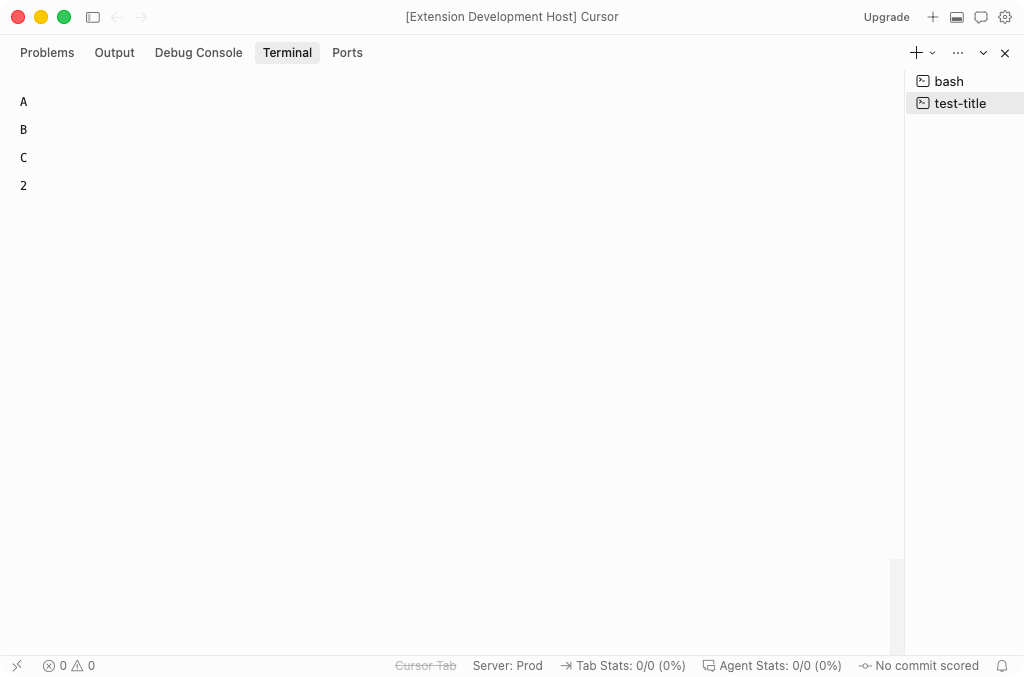 [Extension Development Host] Cursor
Upgrade
Problems Output Debug Console Terminal Ports
bash
test-title
A
B
C
2
0 0 Cursor Tab Server: Prod Tab Stats: 0/0 (0%) Agent Stats: 0/0 (0%) No commit scored